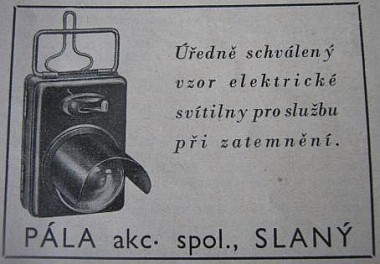 Úředně schválený
vzor elektrické
svítilny pro službu
při zatemnění.
PÁLA akc. spol., SLANÝ